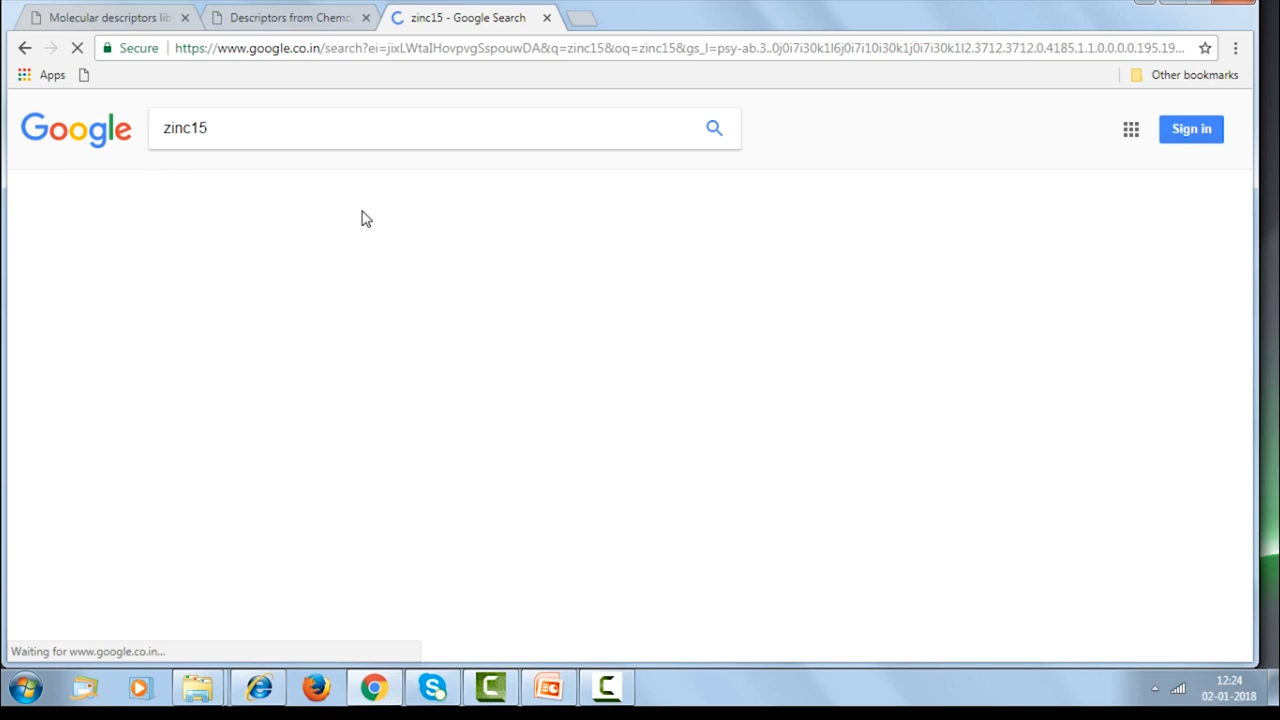 Molecular descriptors lib
Descriptors from Chemo
zinc15 - Google Search
Secure
https://www.google.co.in/search?ei=jixLWtaIHovpvgSspouwDA&q=zinc15&oq=zinc15&gs_l=psy-ab.3..0j0i7i30k1l6j0i7i10i30k1j0i7i30k1l2.3712.3712.0.4185.1.1.0.0.0.0.195.19...
Apps
Other bookmarks
Google
zinc15
Sign in
Waiting for www.google.co.in...
12:24
02-01-2018